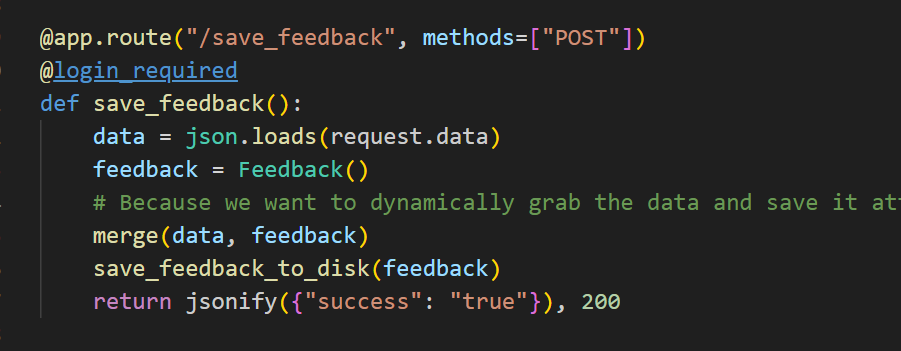 @app.route("/save_feedback", methods=["POST"])
@login_required
def save_feedback():
data = json.loads(request.data)
feedback = Feedback()
# Because we want to dynamically grab the data and save it
merge(data, feedback)
save_feedback_to_disk(feedback)
return jsonify({"success": "true"}), 200